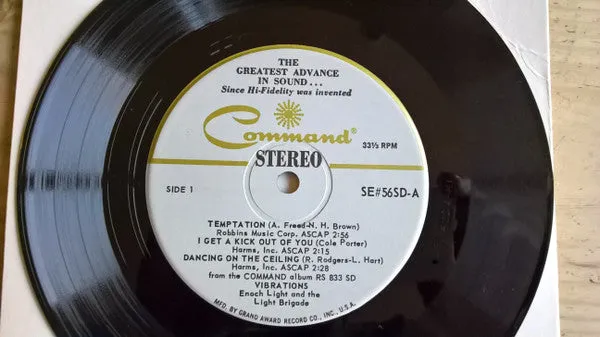 THE
GREATEST ADVANCE
IN SOUND...
Since Hi-Fidelity was invented
Command®
33⅓ RPM
STEREO
SIDE 1
SE#56SD-A
TEMPTATION (A. Freed-N. H. Brown)
Robbins Music Corp. ASCAP 2:56
I GET A KICK OUT OF YOU (Cole Porter)
Harms, Inc. ASCAP 2:15
DANCING ON THE CEILING (R. Rodgers-L. Hart)
Harms, Inc. ASCAP 2:28
from the COMMAND album RS 833 SD
VIBRATIONS
Enoch Light and the
Light Brigade
MFD. BY GRAND AWARD RECORD CO., INC., U.S.A.